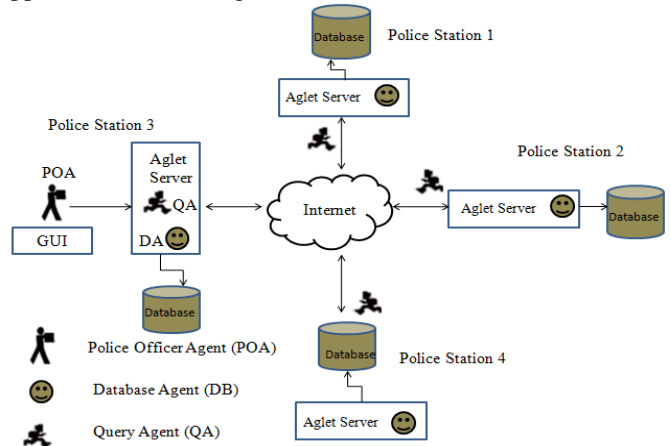 Database
Police Station 1
Aglet Server
Police Station 3
Police Station 2
POA
Aglet
Server
QA
Internet
Aglet Server
Database
GUI
DA
Database
Police Officer Agent (POA)
Database
Police Station 4
Database Agent (DB)
Aglet Server
Query Agent (QA)